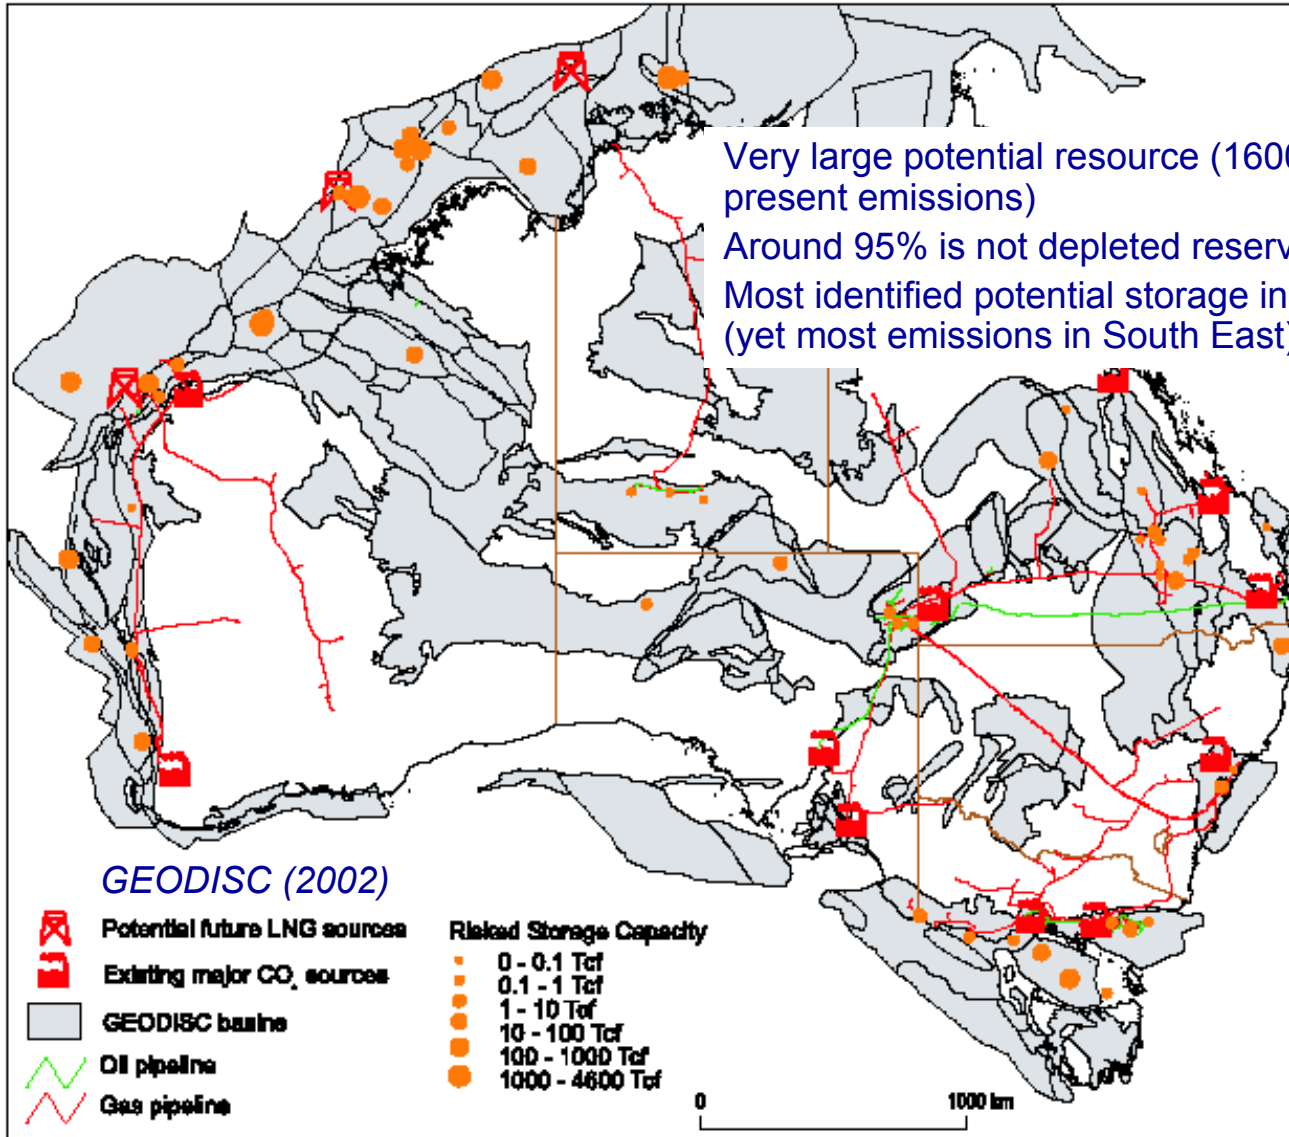 Very large potential resource (1600
present emissions)
Around 95% is not depleted reserv
Most identified potential storage in
(yet most emissions in South East)
GEODISC (2002)
Potential future LNG sources
Existing major CO₂ sources
GEODISC basins
Oil pipeline
Gas pipeline
Risked Storage Capacity
0 - 0.1 Tcf
0.1 - 1 Tcf
1 - 10 Tcf
10 - 100 Tcf
100 - 1000 Tcf
1000 - 4600 Tcf
0 1000 km